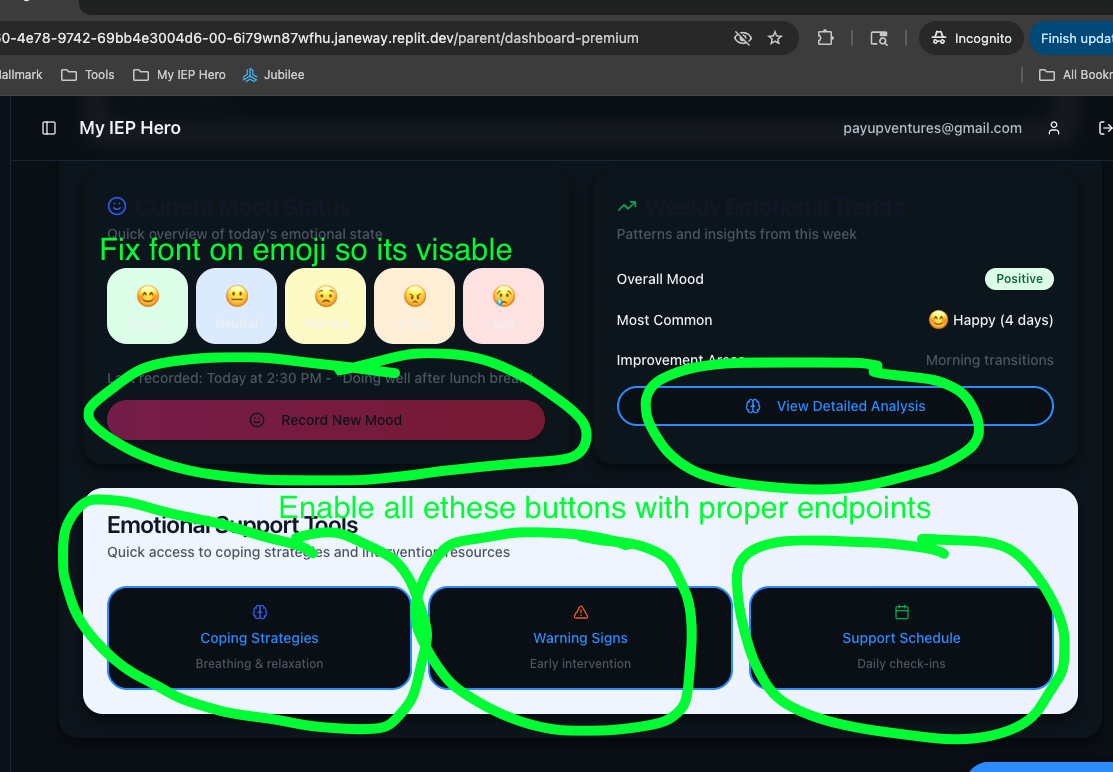 60-4e78-9742-69bb4e3004d6-00-6i79wn87wfhu.janeway.replit.dev/parent/dashboard-premium
Incognito
Finish upda
allmark
Tools
My IEP Hero
Jubilee
All Book
My IEP Hero
payupventures@gmail.com
Current Mood Status
Quick overview of today's emotional state
Fix font on emoji so its visable
Neutral
Sad
Last recorded: Today at 2:30 PM - "Doing well after lunch break"
Record New Mood
Weekly Emotional Trends
Patterns and insights from this week
Overall Mood
Positive
Most Common
😊 Happy (4 days)
Improvement Areas
Morning transitions
View Detailed Analysis
Enable all ethese buttons with proper endpoints
Emotional Support Tools
Quick access to coping strategies and intervention resources
Coping Strategies
Breathing & relaxation
Warning Signs
Early intervention
Support Schedule
Daily check-ins